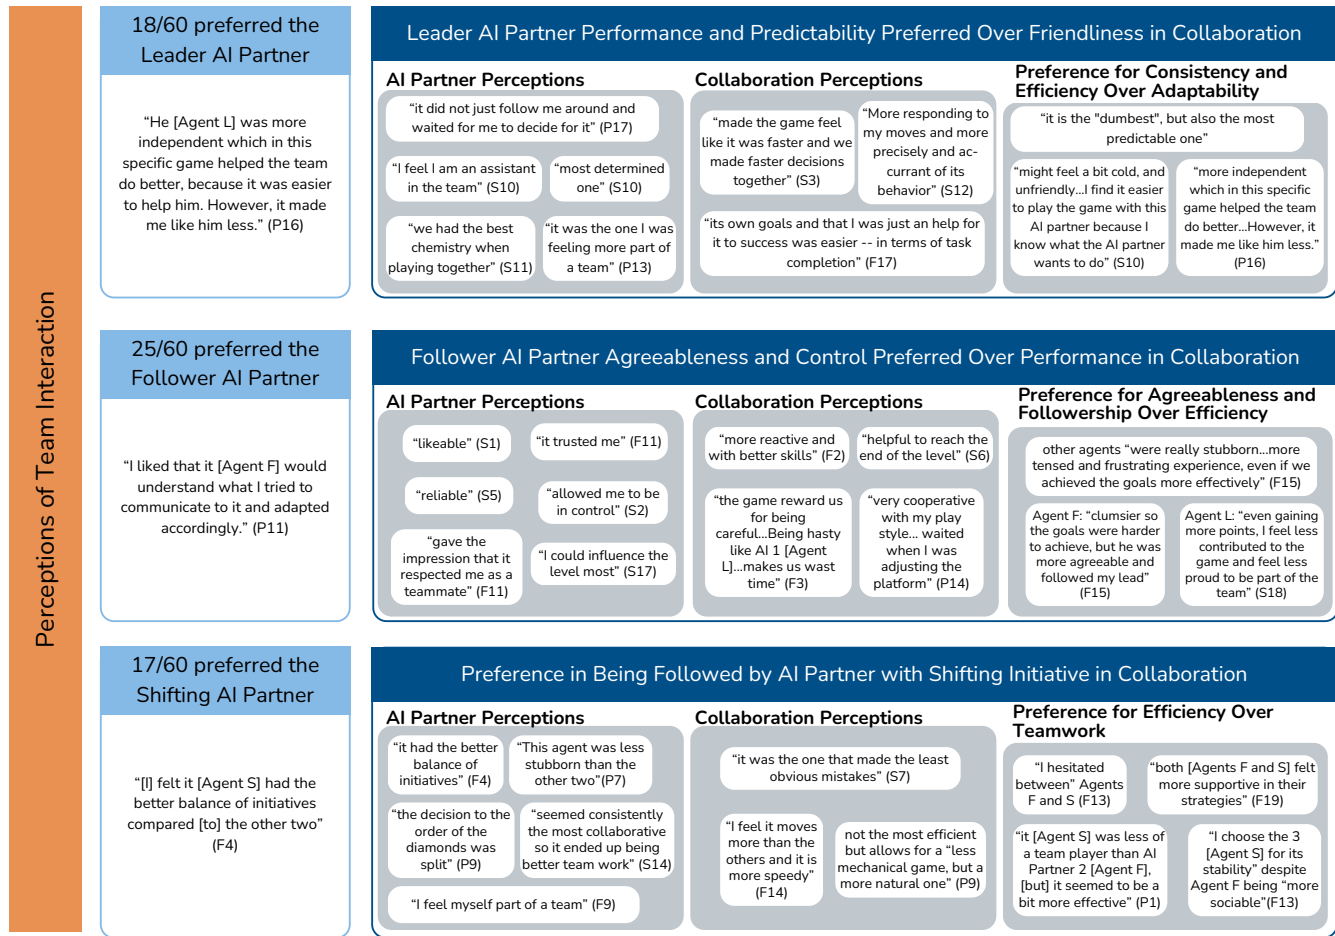 Perceptions of Team Interaction
18/60 preferred the
Leader AI Partner
“He [Agent L] was more
independent which in this
specific game helped the team
do better, because it was easier
to help him. However, it made
me like him less.” (P16)
Leader AI Partner Performance and Predictability Preferred Over Friendliness in Collaboration
AI Partner Perceptions
“it did not just follow me around and
waited for me to decide for it” (P17)
“I feel I am an assistant
in the team” (S10)
“most determined
one” (S10)
“we had the best
chemistry when
playing together” (S11)
“it was the one I was
feeling more part of
a team” (P13)
Collaboration Perceptions
“made the game feel
like it was faster and we
made faster decisions
together” (S3)
“More responding to
my moves and more
precisely and ac-
currant of its
behavior” (S12)
“its own goals and that I was just an help for
it to success was easier -- in terms of task
completion” (F17)
Preference for Consistency and
Efficiency Over Adaptability
“it is the "dumbest", but also the most
predictable one”
“might feel a bit cold, and
unfriendly...I find it easier
to play the game with this
AI partner because I
know what the AI partner
wants to do” (S10)
“more independent
which in this specific
game helped the team
do better...However, it
made me like him less.”
(P16)
25/60 preferred the
Follower AI Partner
“I liked that it [Agent F] would
understand what I tried to
communicate to it and adapted
accordingly.” (P11)
Follower AI Partner Agreeableness and Control Preferred Over Performance in Collaboration
AI Partner Perceptions
“likeable” (S1)
“it trusted me” (F11)
“reliable” (S5)
“allowed me to be
in control” (S2)
“gave the
impression that it
respected me as a
teammate” (F11)
“I could influence the
level most” (S17)
Collaboration Perceptions
“more reactive and
with better skills” (F2)
“helpful to reach the
end of the level” (S6)
“the game reward us
for being
careful...Being hasty
like AI 1 [Agent
L]...makes us wast
time” (F3)
“very cooperative
with my play
style... waited
when I was
adjusting the
platform” (P14)
Preference for Agreeableness and
Followership Over Efficiency
other agents “were really stubborn...more
tensed and frustrating experience, even if we
achieved the goals more effectively” (F15)
Agent F: “clumsier so
the goals were harder
to achieve, but he was
more agreeable and
followed my lead”
(F15)
Agent L: “even gaining
more points, I feel less
contributed to the
game and feel less
proud to be part of the
team” (S18)
17/60 preferred the
Shifting AI Partner
“[I] felt it [Agent S] had the
better balance of initiatives
compared [to] the other two”
(F4)
Preference in Being Followed by AI Partner with Shifting Initiative in Collaboration
AI Partner Perceptions
“it had the better
balance of
initiatives” (F4)
“This agent was less
stubborn than the
other two”(P7)
“the decision to the
order of the
diamonds was
split” (P9)
“seemed consistently
the most collaborative
so it ended up being
better team work” (S14)
“I feel myself part of a team” (F9)
Collaboration Perceptions
“it was the one that made the least
obvious mistakes” (S7)
“I feel it moves
more than the
others and it is
more speedy”
(F14)
not the most efficient
but allows for a “less
mechanical game, but a
more natural one” (P9)
Preference for Efficiency Over
Teamwork
“I hesitated
between” Agents
F and S (F13)
“both [Agents F and S] felt
more supportive in their
strategies” (F19)
“it [Agent S] was less of
a team player than AI
Partner 2 [Agent F],
[but] it seemed to be a
bit more effective” (P1)
“I choose the 3
[Agent S] for its
stability” despite
Agent F being “more
sociable”(F13)